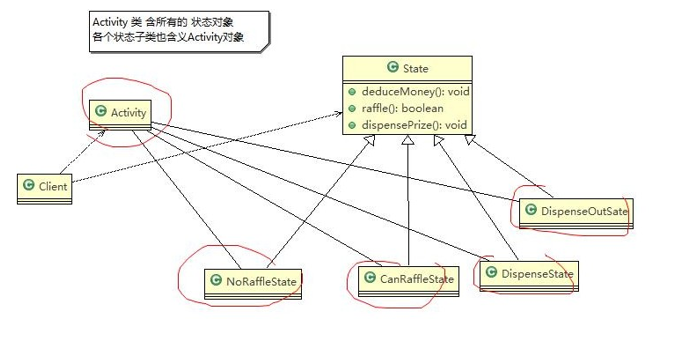 Activity 类 含所有的 状态对象
各个状态子类也含义Activity对象
C State
deduceMoney(): void
raffle(): boolean
dispensePrize(): void
C Activity
C Client
C DispenseOutSate
C NoRaffleState
C CanRaffleState
C DispenseState